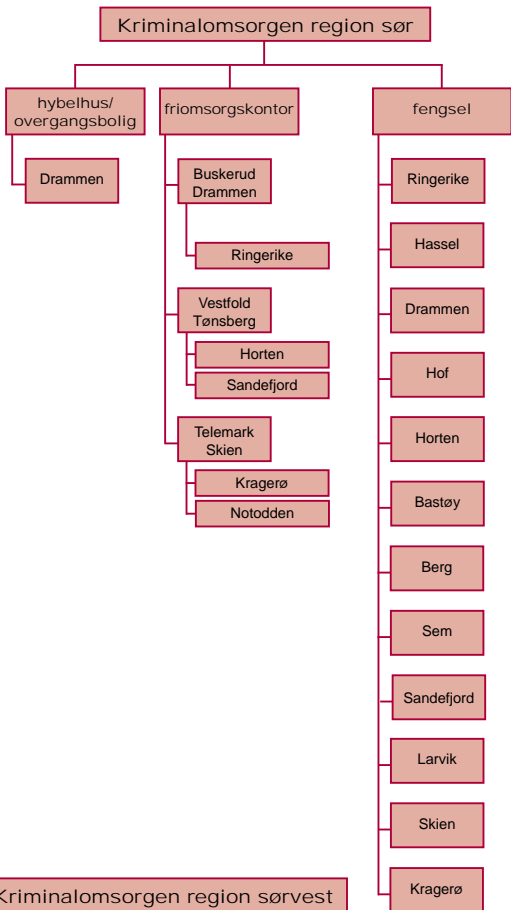 Kriminalomsorgen region sør
hybelhus/
overgangsbolig
Drammen
friomsorgskontor
Buskerud
Drammen
Ringerike
Vestfold
Tønsberg
Horten
Sandefjord
Telemark
Skien
Kragerø
Notodden
fengsel
Ringerike
Hassel
Drammen
Hof
Horten
Bastøy
Berg
Sem
Sandefjord
Larvik
Skien
Kragerø
Kriminalomsorgen region sørvest